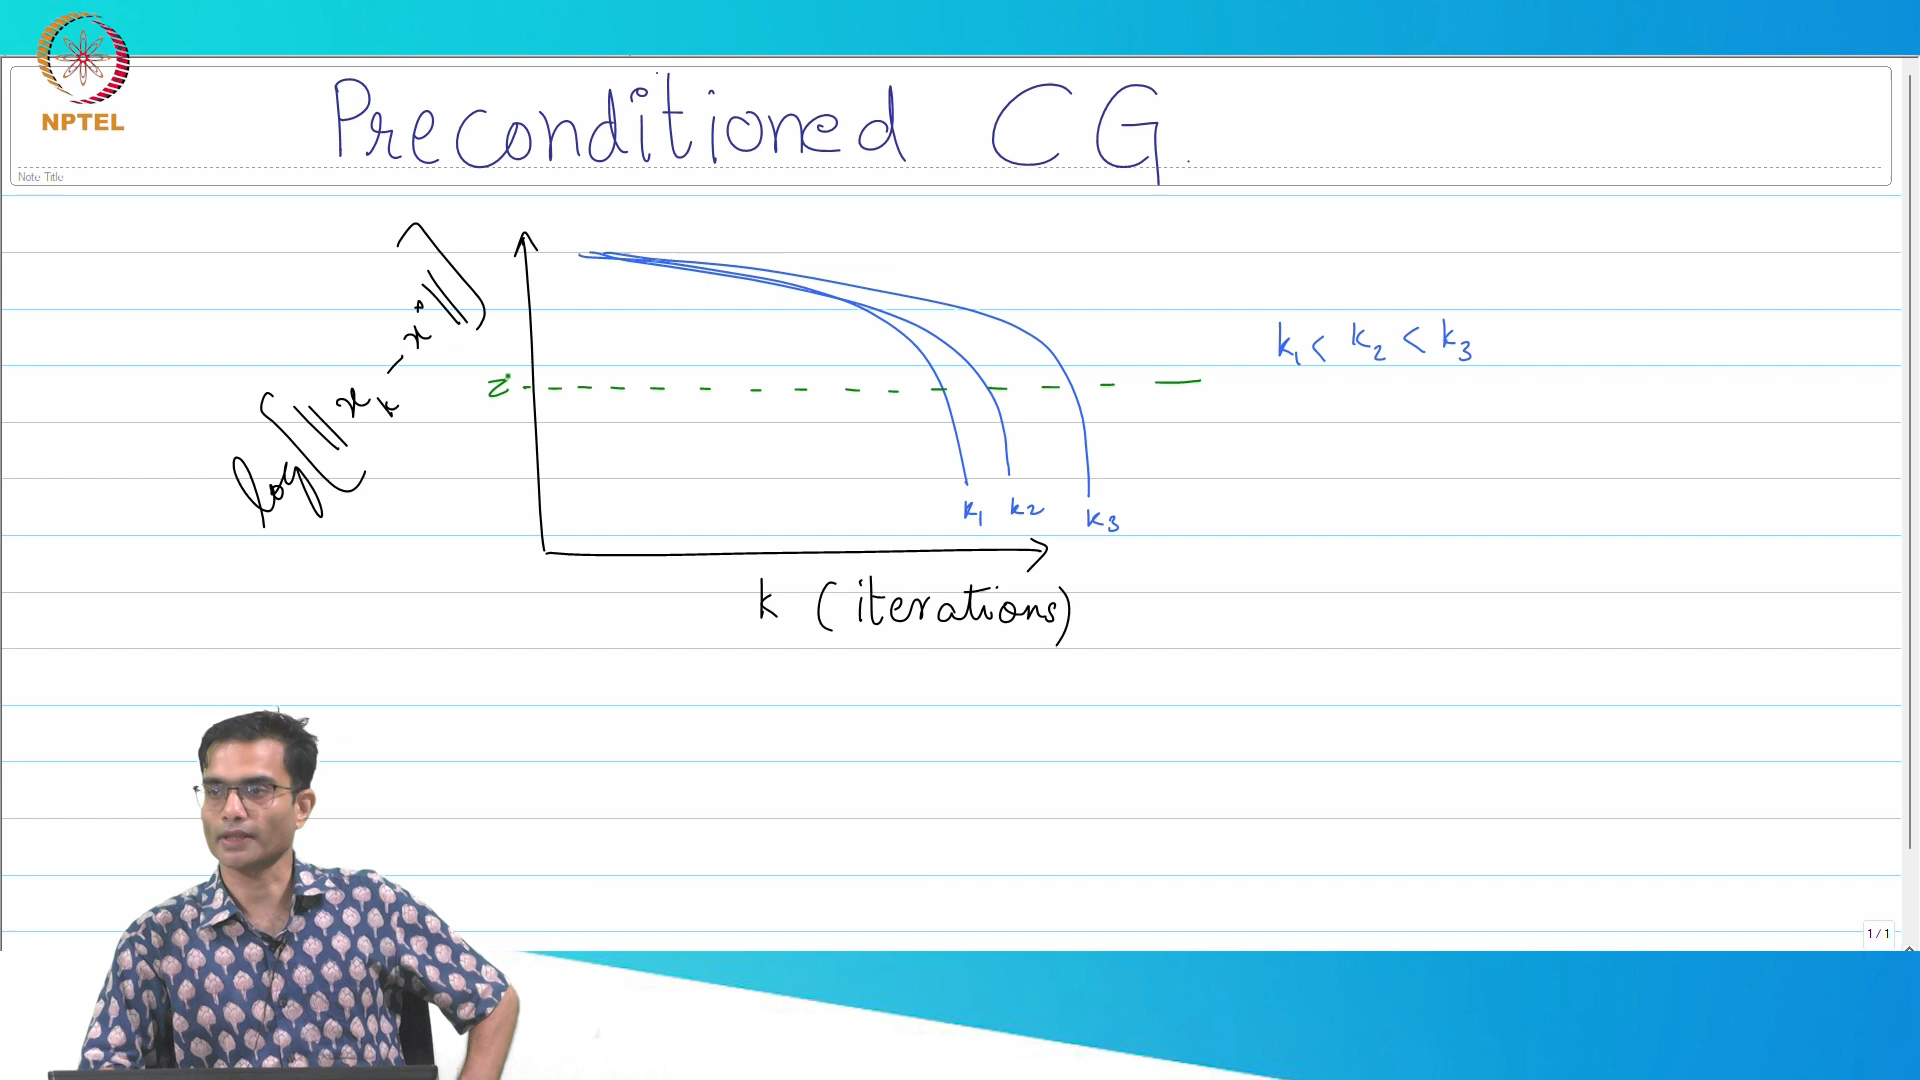 NPTEL
Preconditioned CG
Note Title
log[||x_k - x*||]
k₁ < k₂ < k₃
k₁ k₂ k₃
k (iterations)
1 / 1